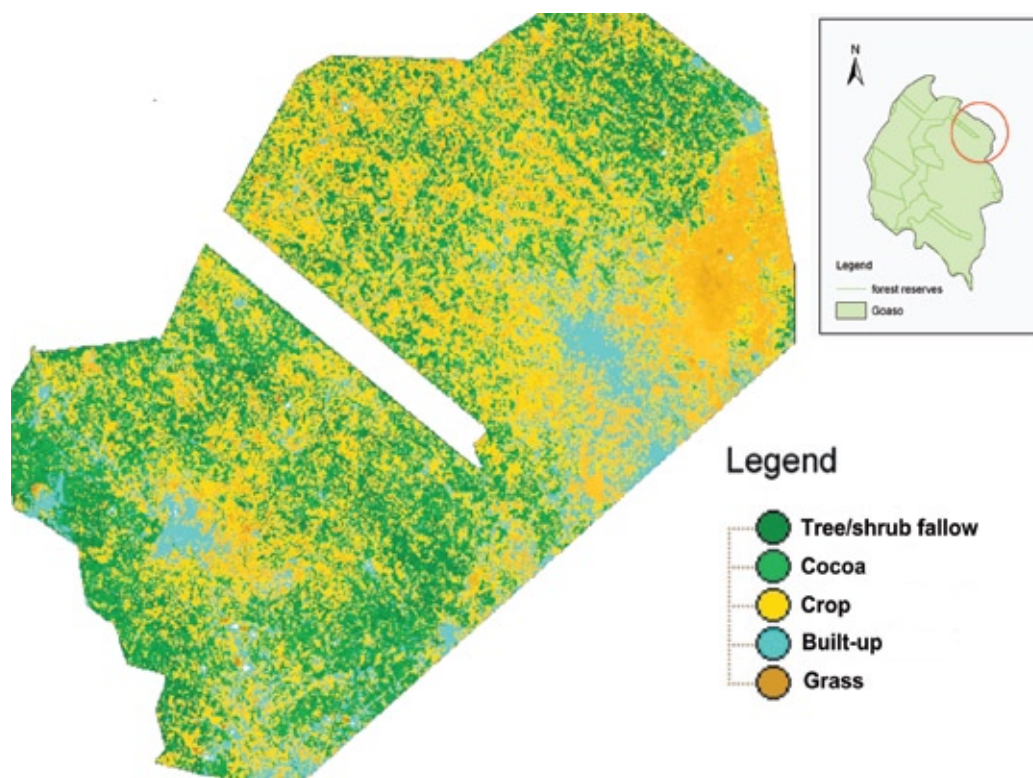 N
Legend
forest reserves
Goaso
Legend
Tree/shrub fallow
Cocoa
Crop
Built-up
Grass